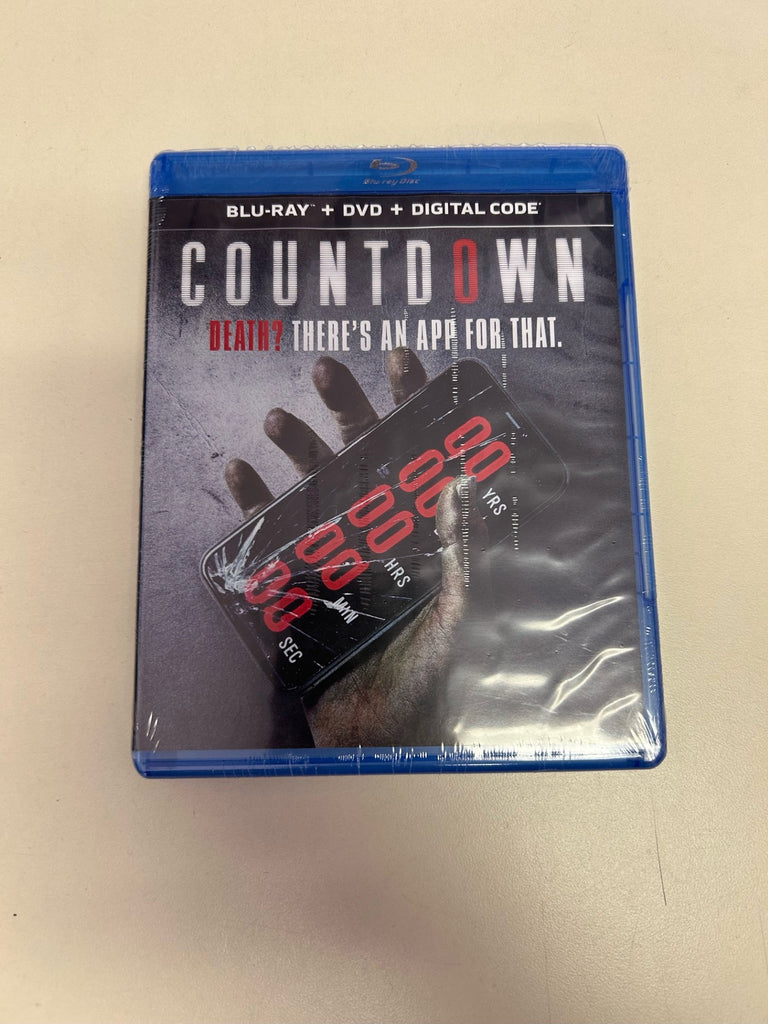 Blu-ray Disc
BLU-RAY™ + DVD + DIGITAL CODE
COUNTDOWN
DEATH? THERE'S AN APP FOR THAT.
00 YRS
00
00 HRS
00 MIN
00 SEC